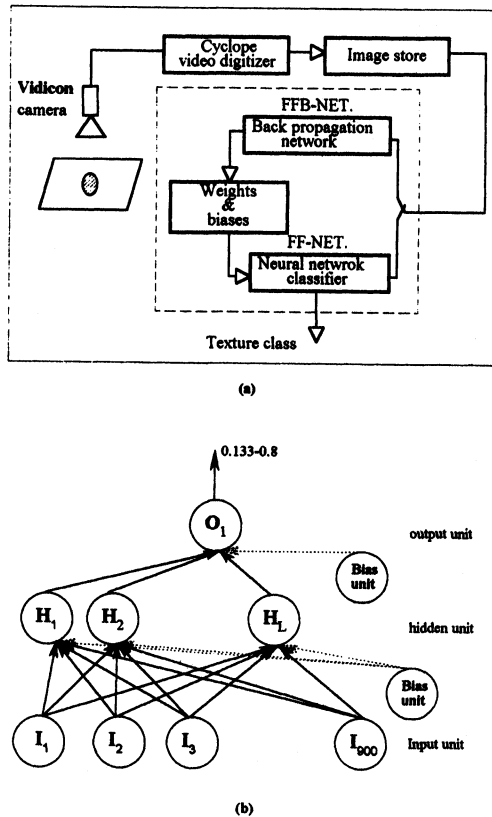 Cyclope
video digitizer
Image store
Vidicon
camera
FFB-NET.
Back propagation
network
Weights
&
biases
FF-NET.
Neural netwrok
classifier
Texture class
(a)
0.133-0.8
O1
output unit
Bias
unit
H1
H2
HL
hidden unit
Bias
unit
I1
I2
I3
I900
Input unit
(b)